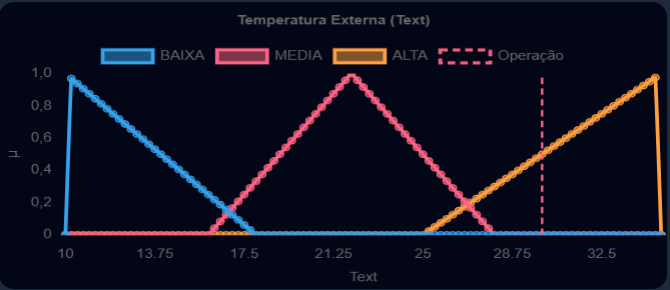 Temperatura Externa (Text)
BAIXA MEDIA ALTA Operação
1,0
0,8
0,6
0,4
0,2
0
μ
10 13.75 17.5 21.25 25 28.75 32.5
Text